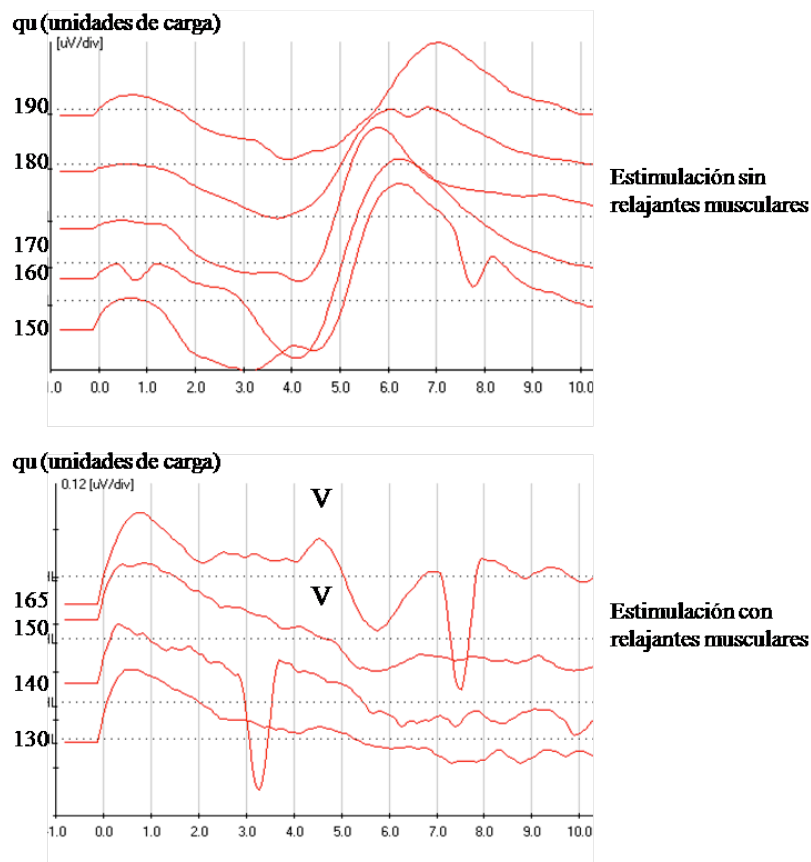 qu (unidades de carga)
[uV/div]
190
180
170
160
150
1.0 0.0 1.0 2.0 3.0 4.0 5.0 6.0 7.0 8.0 9.0 10.0
Estimulación sin
relajantes musculares
qu (unidades de carga)
0.12 [uV/div]
V
V
165
150
140
130
-1.0 0.0 1.0 2.0 3.0 4.0 5.0 6.0 7.0 8.0 9.0 10.0
Estimulación con
relajantes musculares